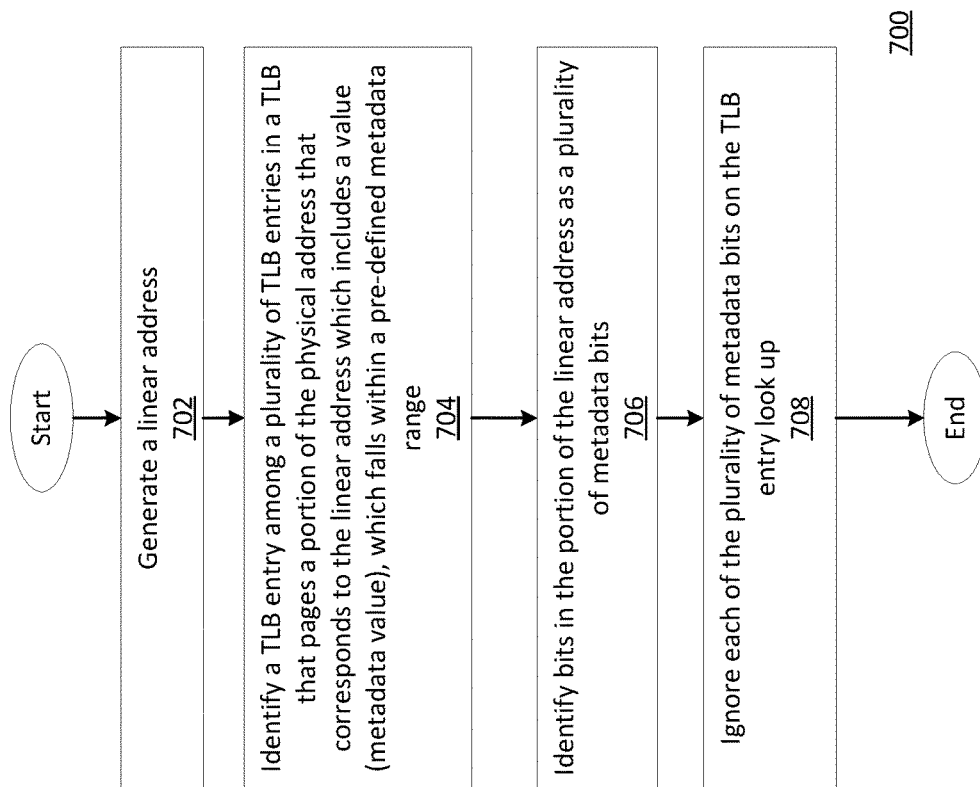 Start
Generate a linear address
702
Identify a TLB entry among a plurality of TLB entries in a TLB
that pages a portion of the physical address that
corresponds to the linear address which includes a value
(metadata value), which falls within a pre-defined metadata
range
704
Identify bits in the portion of the linear address as a plurality
of metadata bits
706
Ignore each of the plurality of metadata bits on the TLB
entry look up
708
End
700